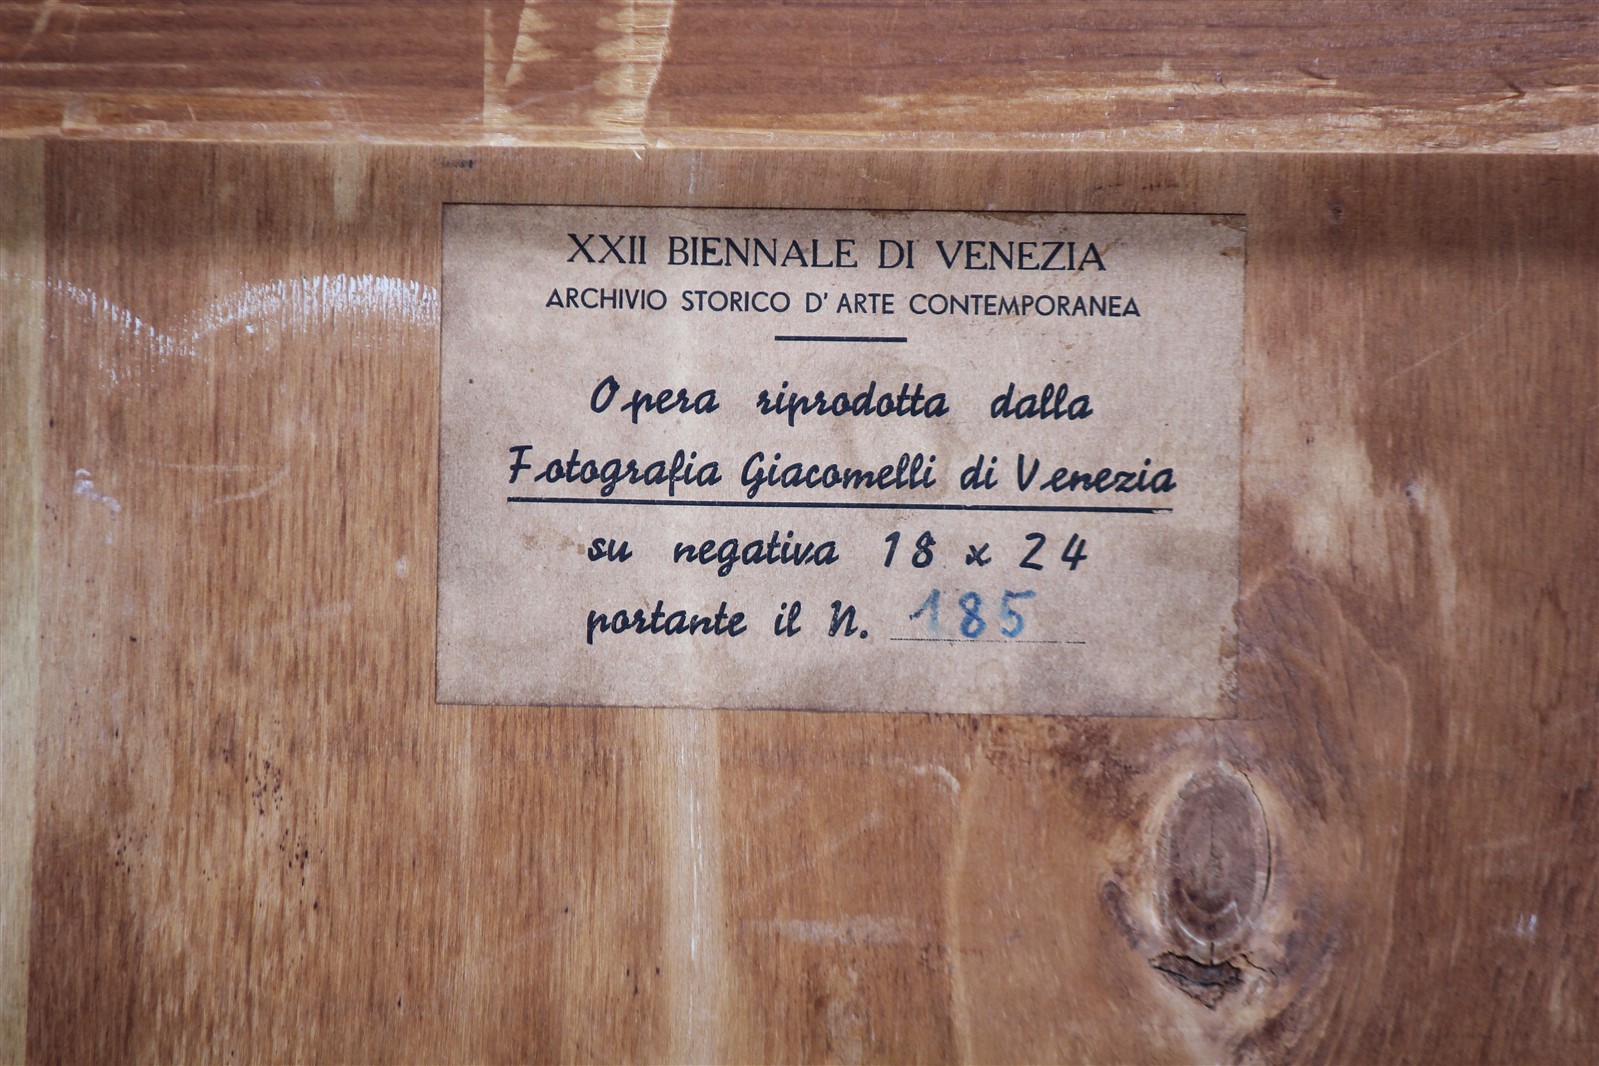 XXII BIENNALE DI VENEZIA
ARCHIVIO STORICO D' ARTE CONTEMPORANEA
Opera riprodotta dalla
Fotografia Giacomelli di Venezia
su negativa 18 x 24
portante il N. 185